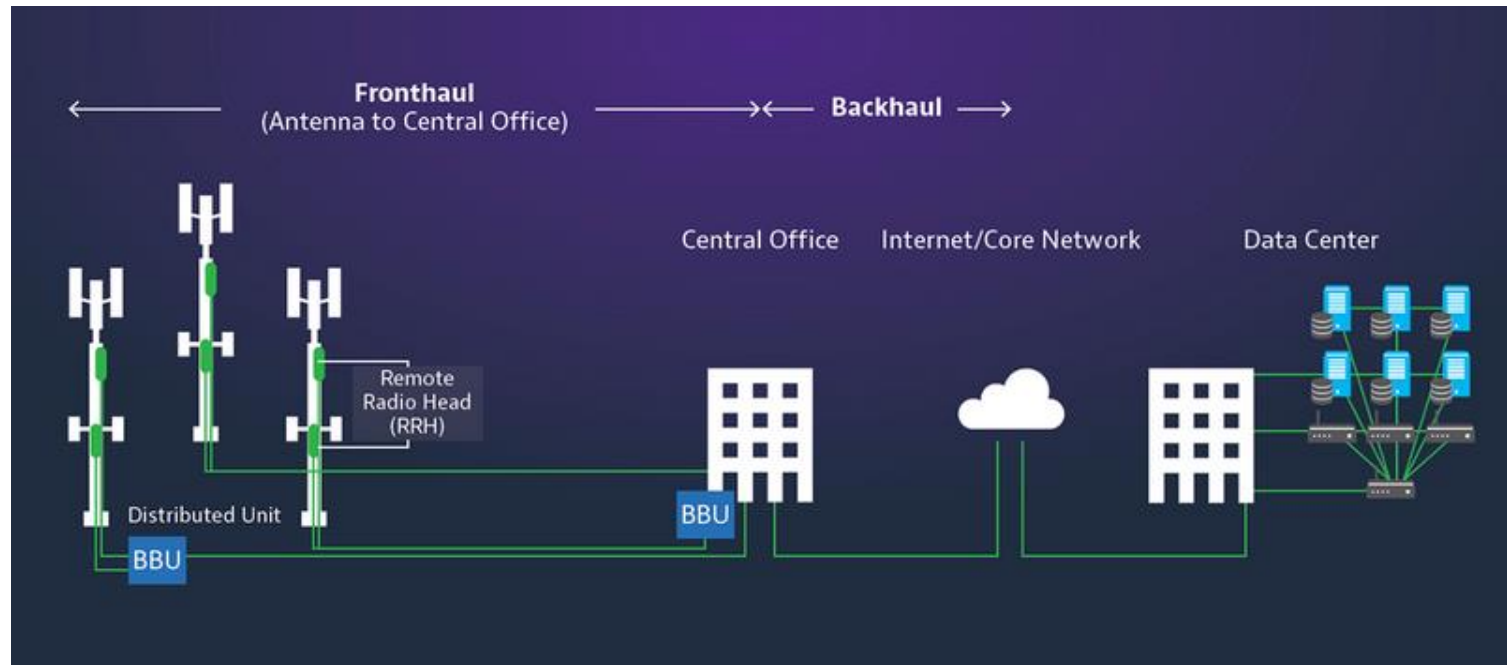 Fronthaul
(Antenna to Central Office)
Backhaul
Central Office
Internet/Core Network
Data Center
Remote
Radio Head
(RRH)
Distributed Unit
BBU
BBU